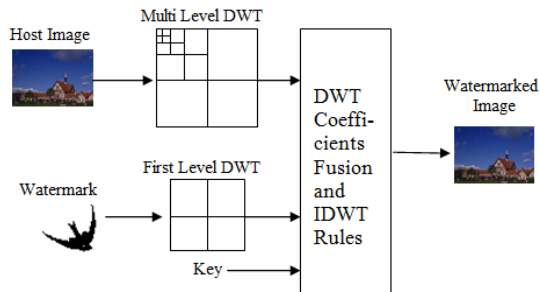 Multi Level DWT
Host Image
DWT
Coeffi-
cients
Fusion
and
IDWT
Rules
Watermarked
Image
First Level DWT
Watermark
Key